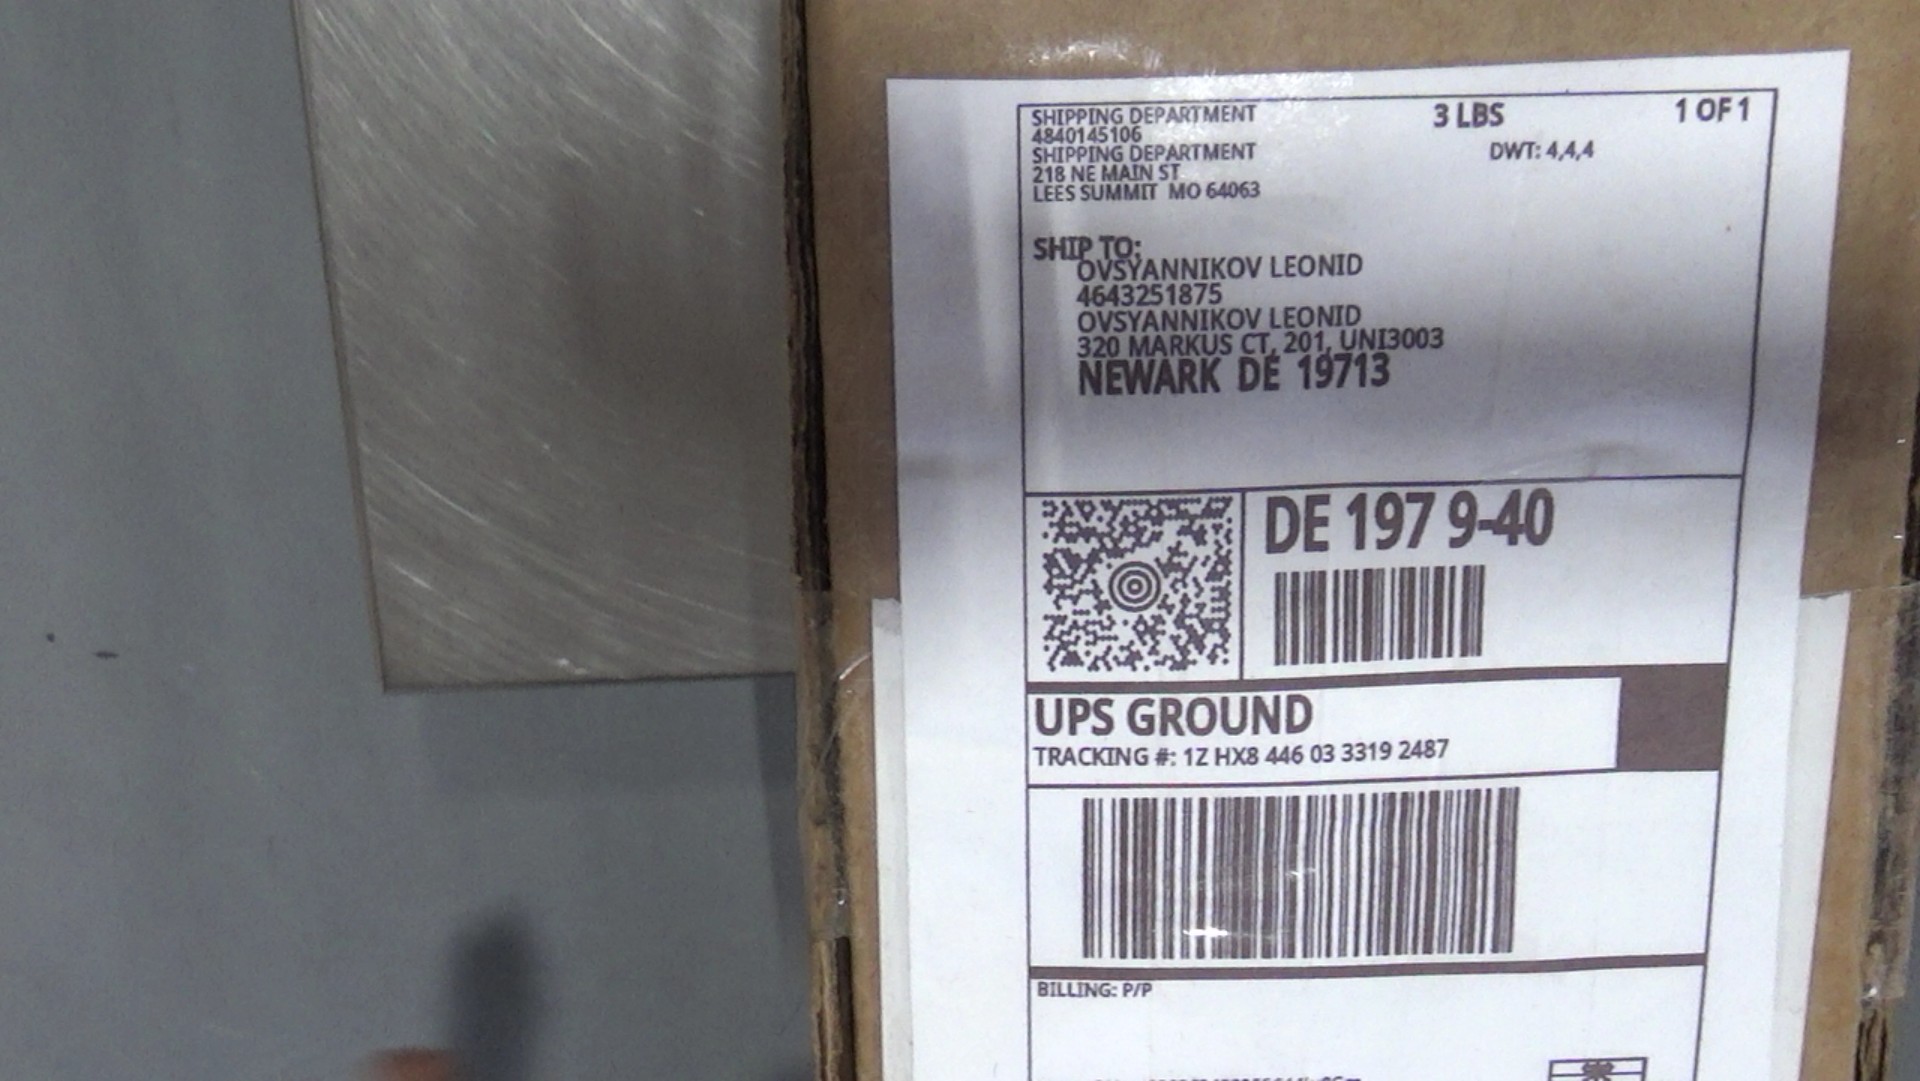 SHIPPING DEPARTMENT
4840145106
SHIPPING DEPARTMENT
218 NE MAIN ST
LEES SUMMIT MO 64063
3 LBS
1 OF 1
DWT: 4,4,4
SHIP TO:
OVSYANNIKOV LEONID
4643251875
OVSYANNIKOV LEONID
320 MARKUS CT, 201, UNI3003
NEWARK DE 19713
DE 197 9-40
UPS GROUND
TRACKING #: 1Z HX8 446 03 3319 2487
BILLING: P/P